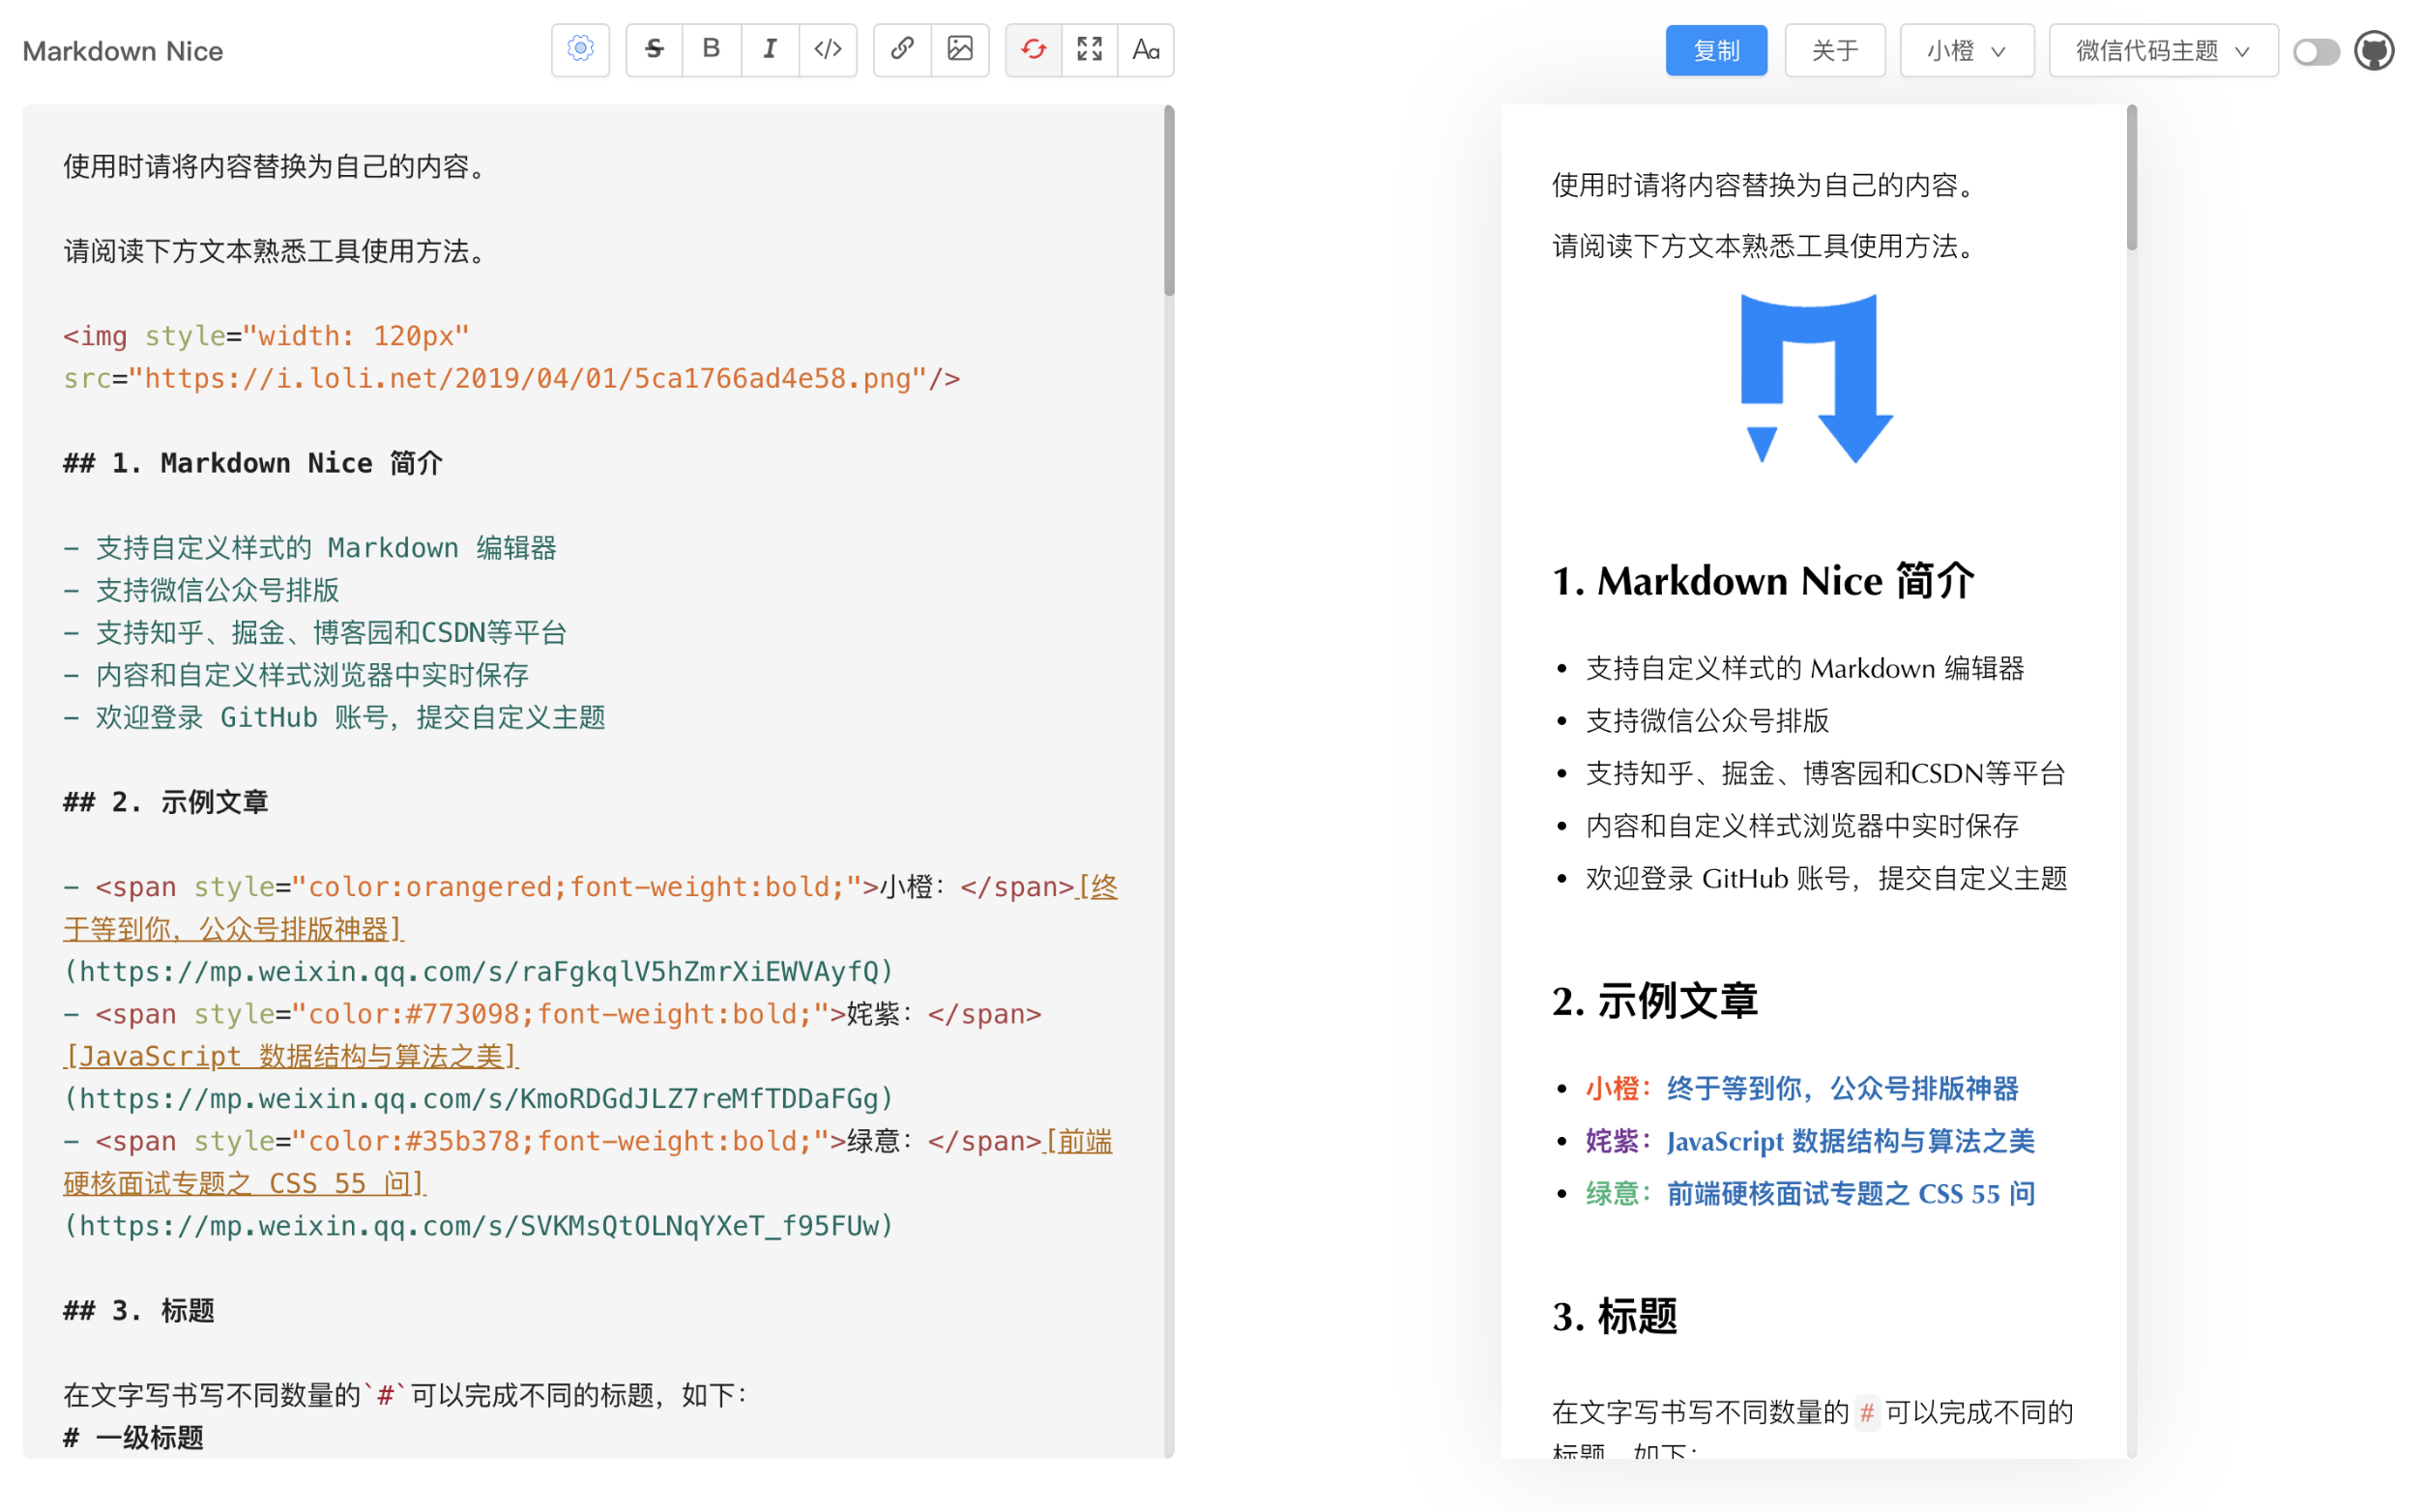 Markdown Nice
S B I </> Aa
复制 关于 小橙 微信代码主题
使用时请将内容替换为自己的内容。
请阅读下方文本熟悉工具使用方法。
<img style="width: 120px"
src="https://i.loli.net/2019/04/01/5ca1766ad4e58.png"/>
## 1. Markdown Nice 简介
- 支持自定义样式的 Markdown 编辑器
- 支持微信公众号排版
- 支持知乎、掘金、博客园和CSDN等平台
- 内容和自定义样式浏览器中实时保存
- 欢迎登录 GitHub 账号，提交自定义主题
## 2. 示例文章
- <span style="color:orangered;font-weight:bold;">小橙：</span>[终
于等到你，公众号排版神器]
(https://mp.weixin.qq.com/s/raFgkqlV5hZmrXiEWVAyfQ)
- <span style="color:#773098;font-weight:bold;">姹紫：</span>
[JavaScript 数据结构与算法之美]
(https://mp.weixin.qq.com/s/KmoRDGdJLZ7reMfTDDaFGg)
- <span style="color:#35b378;font-weight:bold;">绿意：</span>[前端
硬核面试专题之 CSS 55 问]
(https://mp.weixin.qq.com/s/SVKMsQtOLNqYXeT_f95FUw)
## 3. 标题
在文字写书写不同数量的`#`可以完成不同的标题，如下：
# 一级标题
使用时请将内容替换为自己的内容。
请阅读下方文本熟悉工具使用方法。
1. Markdown Nice 简介
• 支持自定义样式的 Markdown 编辑器
• 支持微信公众号排版
• 支持知乎、掘金、博客园和CSDN等平台
• 内容和自定义样式浏览器中实时保存
• 欢迎登录 GitHub 账号，提交自定义主题
2. 示例文章
• 小橙：终于等到你，公众号排版神器
• 姹紫：JavaScript 数据结构与算法之美
• 绿意：前端硬核面试专题之 CSS 55 问
3. 标题
在文字写书写不同数量的 # 可以完成不同的
标题，如下：